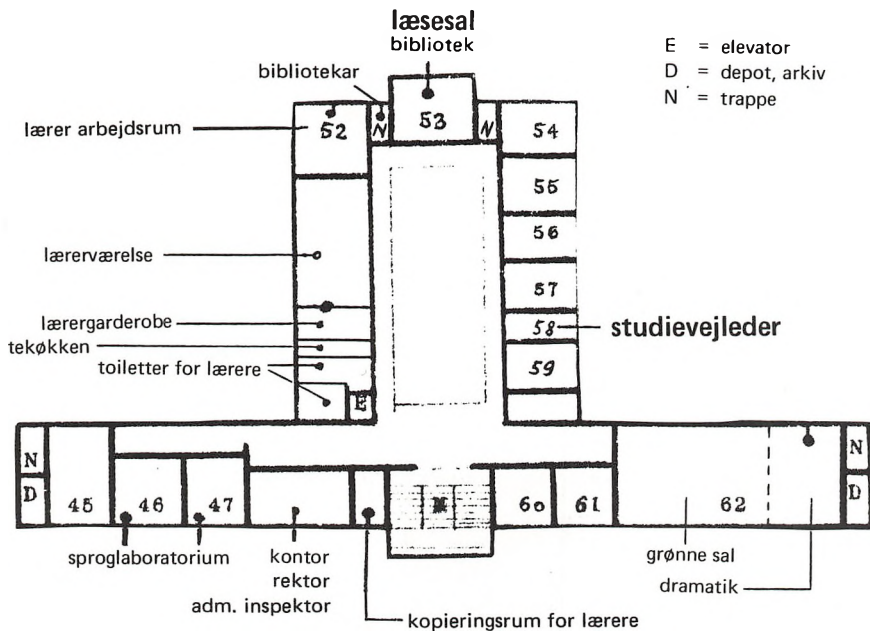 læsesal
bibliotek
bibliotekar
E = elevator
D = depot, arkiv
N = trappe
lærer arbejdsrum
52
N
53
N
54
55
lærerværelse
56
57
lærergarderobe
58
studievejleder
tekøkken
toiletter for lærere
59
E
N
D
45
46
47
N
60
61
62
N
D
sproglaboratorium
kontor
rektor
adm. inspektor
kopieringsrum for lærere
grønne sal
dramatik